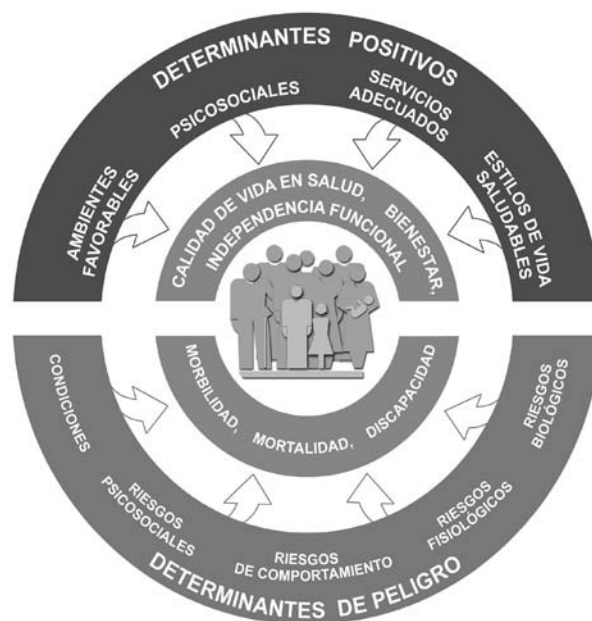 DETERMINANTES POSITIVOS
AMBIENTES
FAVORABLES
PSICOSOCIALES
SERVICIOS
ADECUADOS
ESTILOS DE VIDA
SALUDABLES
CALIDAD DE VIDA EN SALUD, BIENESTAR,
INDEPENDENCIA FUNCIONAL
MORBILIDAD, MORTALIDAD, DISCAPACIDAD
CONDICIONES
RIESGOS
PSICOSOCIALES
RIESGOS
DE COMPORTAMIENTO
RIESGOS
FISIOLÓGICOS
RIESGOS
BIOLÓGICOS
DETERMINANTES DE PELIGRO